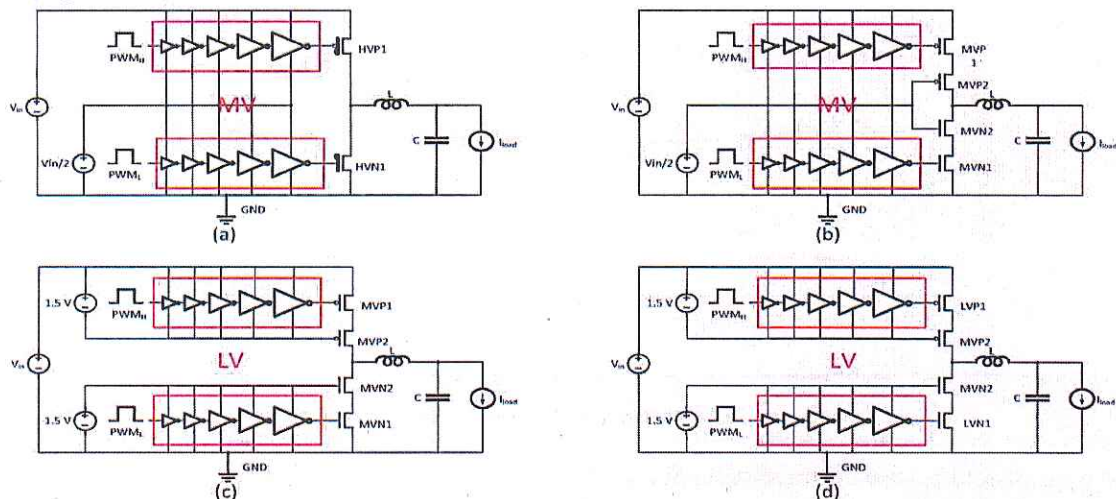 PWM_H
HVP1
V_in
MV
L
C
I_load
Vin/2
PWM_L
HVN1
GND
(a)
PWM_H
MVP
1
MVP2
V_in
MV
L
MVN2
C
I_load
Vin/2
PWM_L
MVN1
GND
(b)
1.5 V
PWM_H
MVP1
MVP2
V_in
LV
L
MVN2
C
I_load
1.5 V
PWM_L
MVN1
GND
(c)
1.5 V
PWM_H
LVP1
MVP2
V_in
LV
L
MVN2
C
I_load
1.5 V
PWM_L
LVN1
GND
(d)